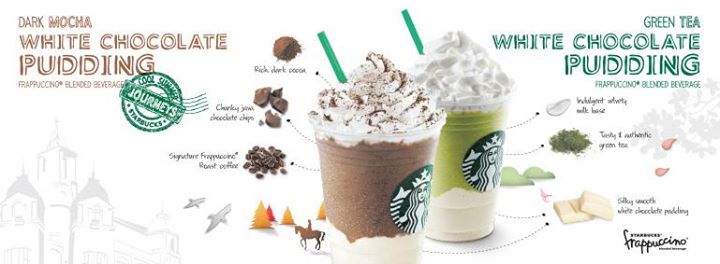 DARK MOCHA
WHITE CHOCOLATE
PUDDING
FRAPPUCCINO® BLENDED BEVERAGE
COOL SUMMER
JOURNEYS
STARBUCKS
Rich dark cocoa
Chunky java
chocolate chips
Signature Frappuccino®
Roast coffee
GREEN TEA
WHITE CHOCOLATE
PUDDING
FRAPPUCCINO® BLENDED BEVERAGE
Indulgent velvety
milk base
Tasty & authentic
green tea
Silky smooth
white chocolate pudding
STARBUCKS
frappuccino®
blended beverage